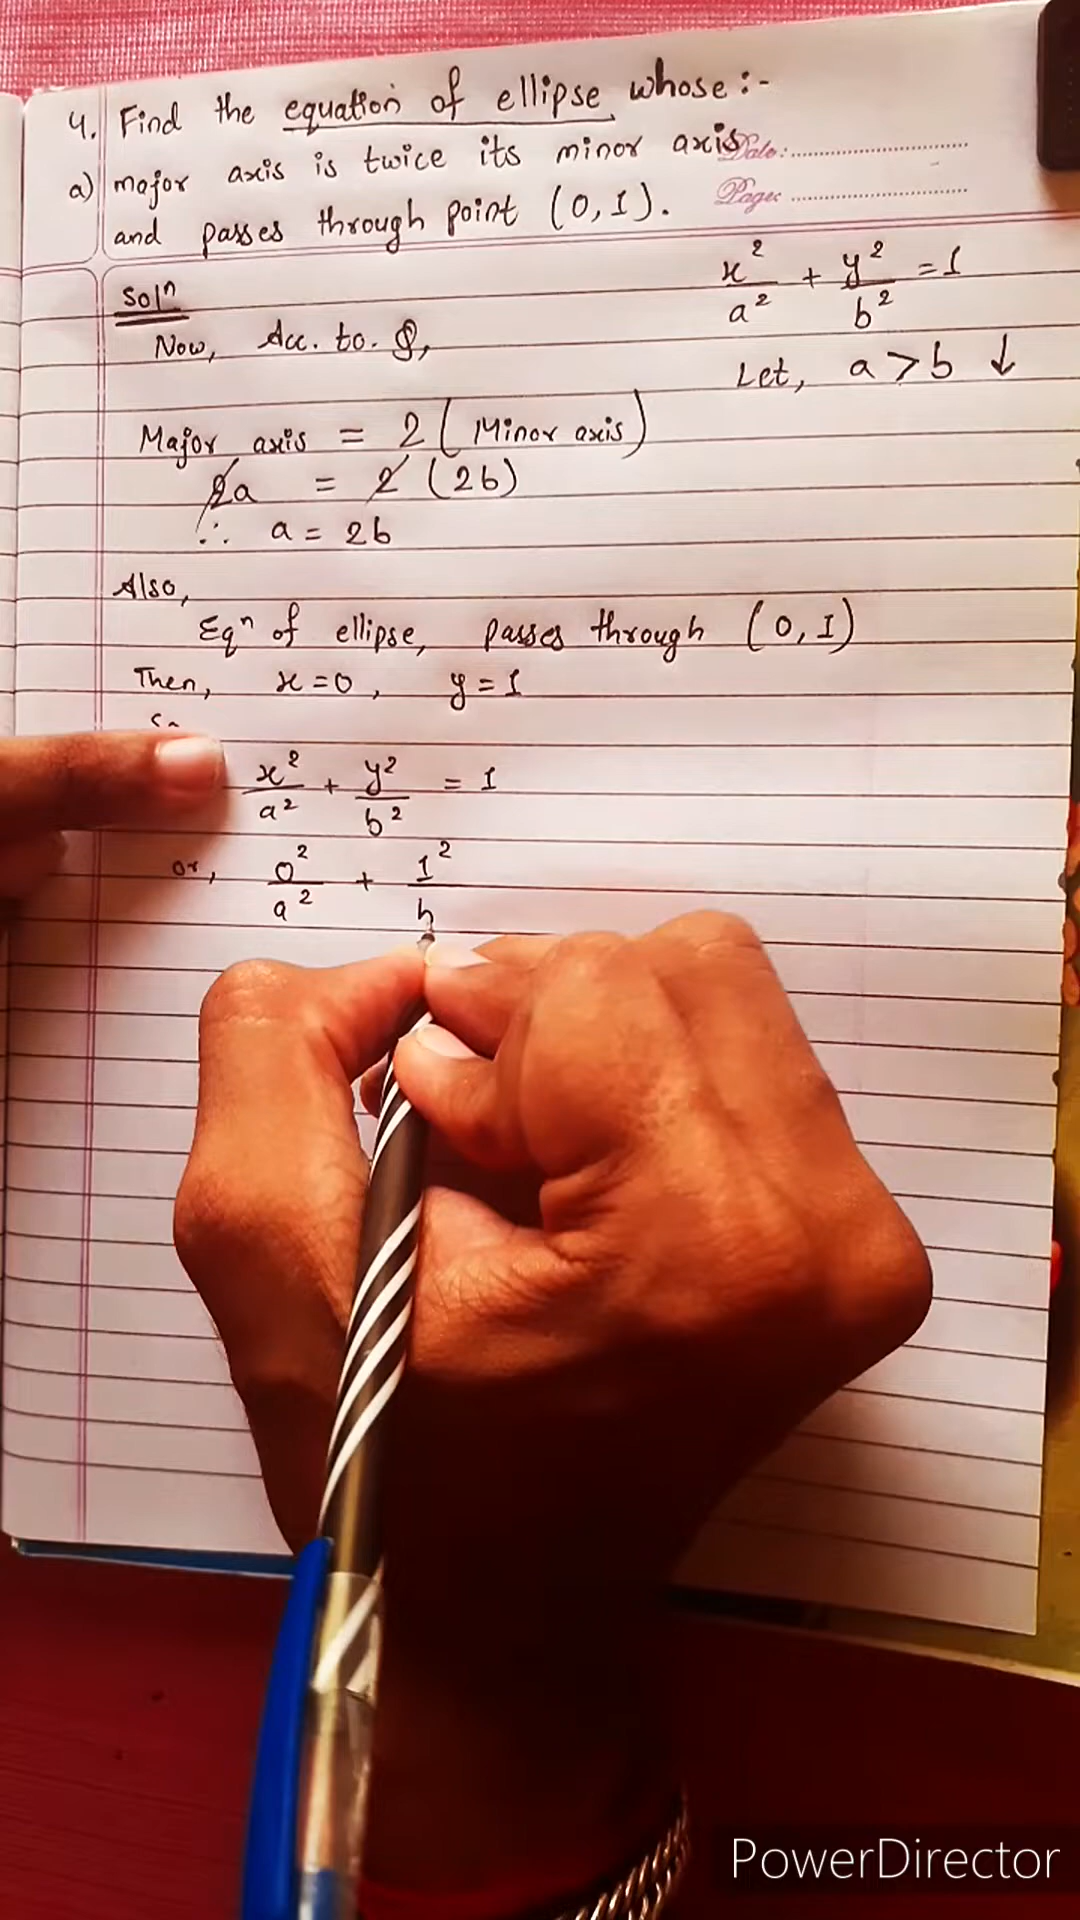 4. Find the equation of ellipse whose :-
a) major axis is twice its minor axis
and passes through point (0,1).
Date:
Page:
x²/a² + y²/b² = 1
Let, a > b ↓
Solⁿ
Now, Acc. to. Q,
Major axis = 2 (Minor axis)
2a = 2 (2b)
∴ a = 2b
Also,
Eqⁿ of ellipse, passes through (0,1)
Then, x = 0, y = 1
x²/a² + y²/b² = 1
or, 0²/a² + 1²/b
PowerDirector